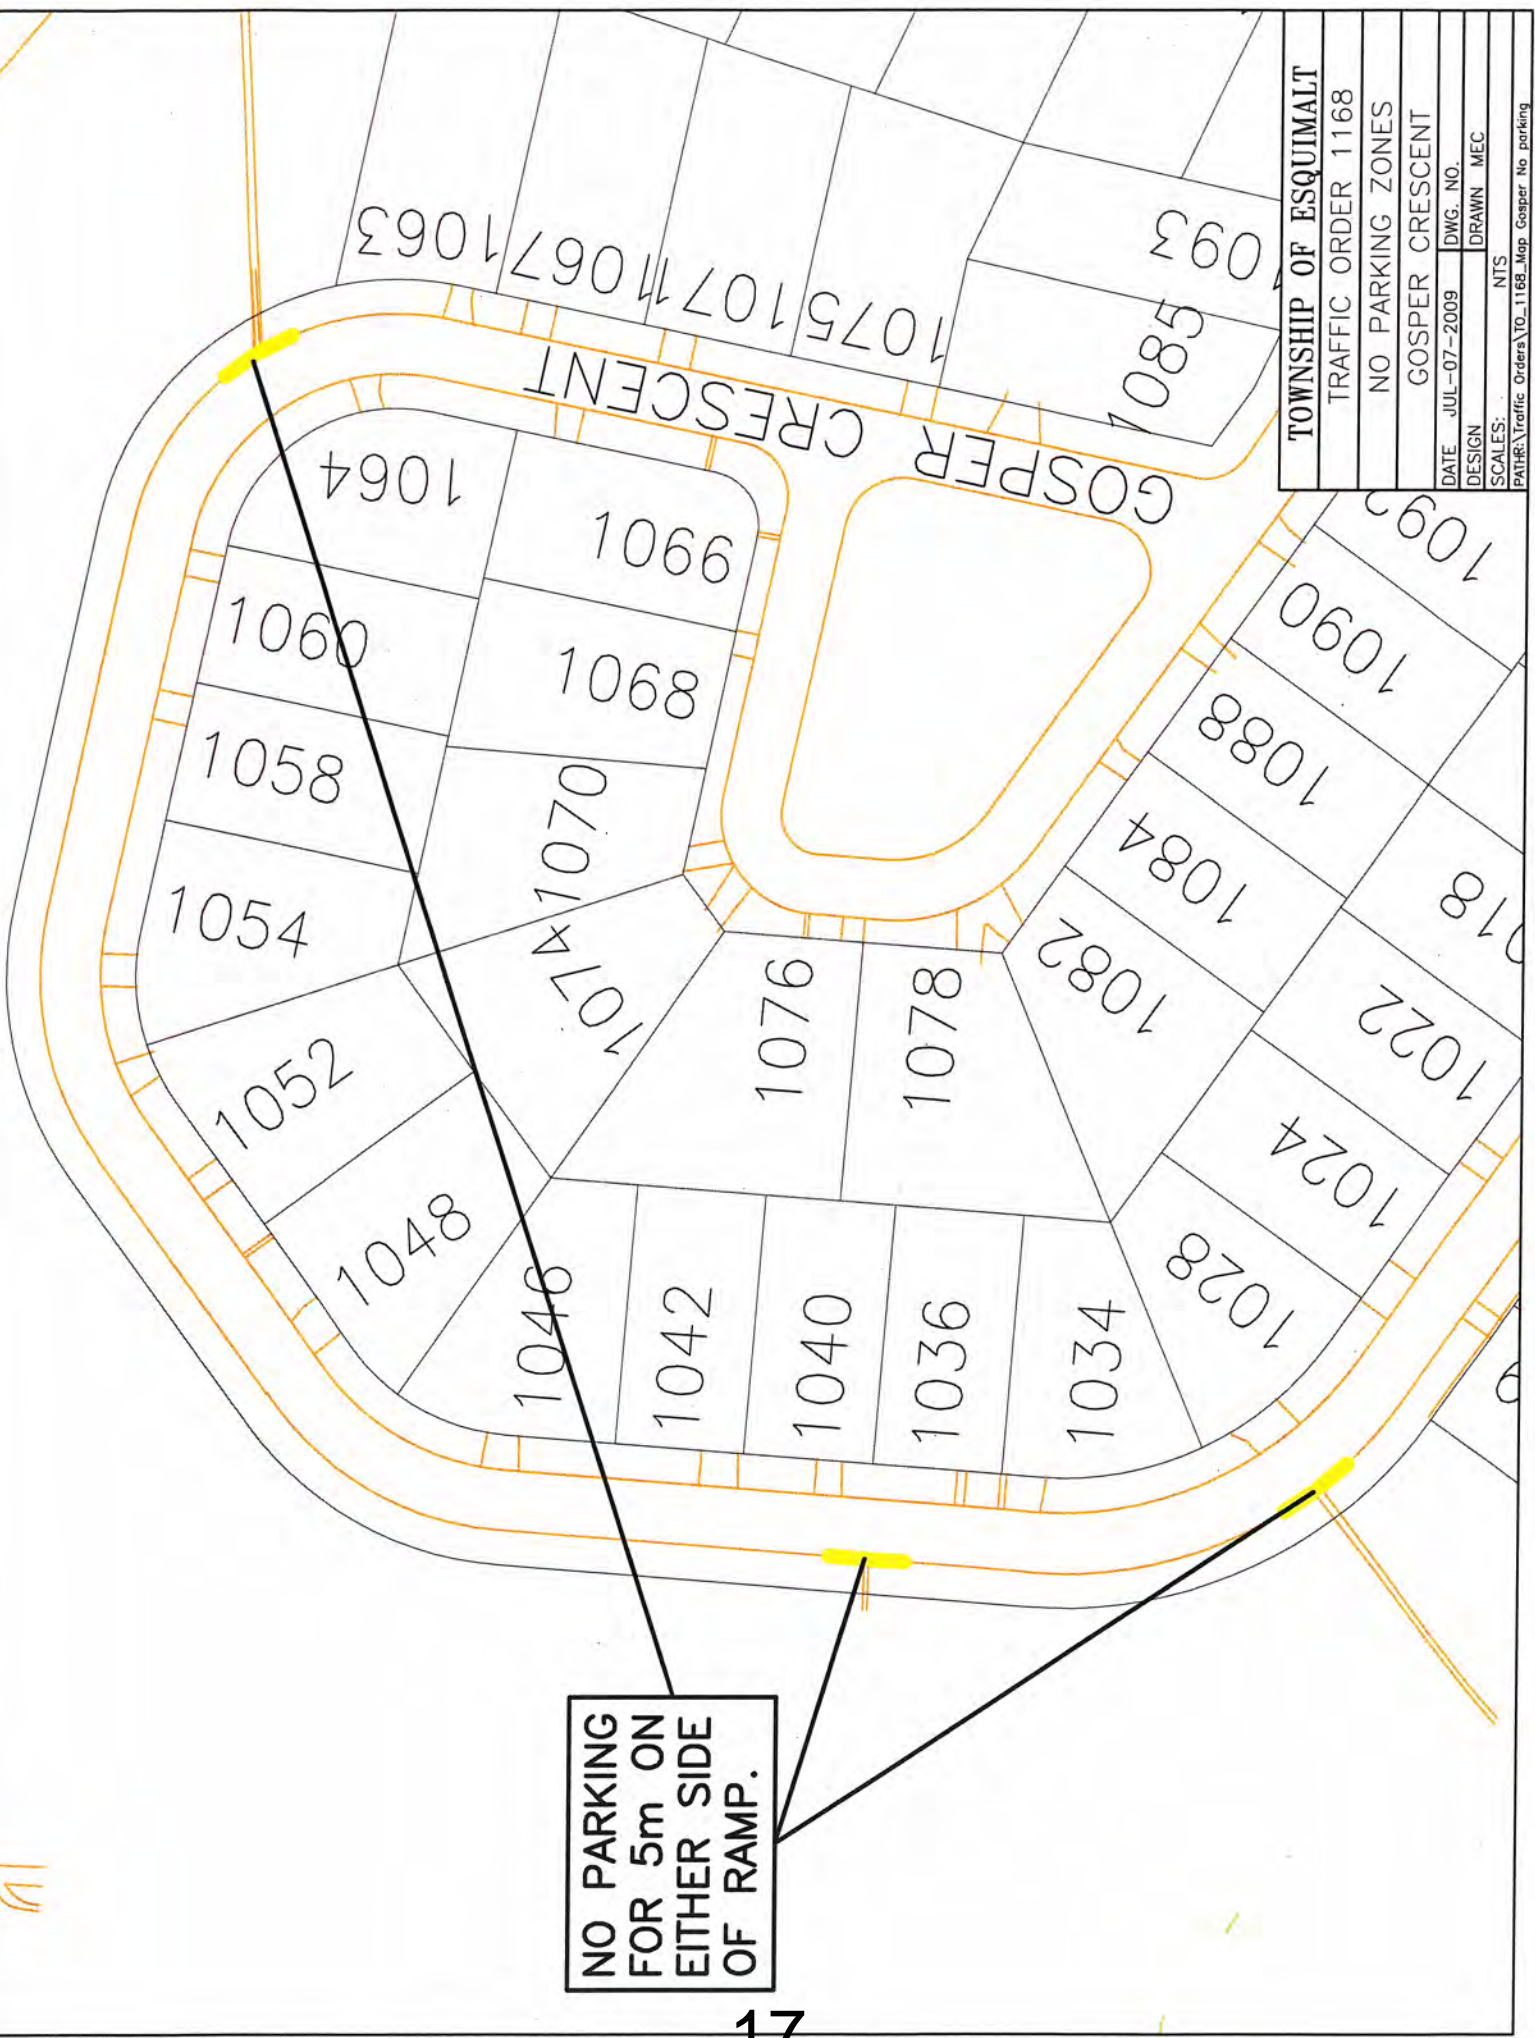 TOWNSHIP OF ESQUIMALT
TRAFFIC ORDER 1168
NO PARKING ZONES
GOSPER CRESCENT
DATE JUL-07-2009 DWG. NO.
DESIGN DRAWN MEC
SCALES: NTS
PATHR:\Traffic Orders\TO_1168_Map Gosper No parking
NO PARKING
FOR 5m ON
EITHER SIDE
OF RAMP.
GOSPER CRESCENT
1063
1067
1071
1075
1085
1093
1064
1066
1060
1068
1058
1070
1054
1074
1052
1076
1078
1048
1046
1042
1040
1036
1034
1028
1024
1022
1018
1082
1084
1088
1090
1092
17